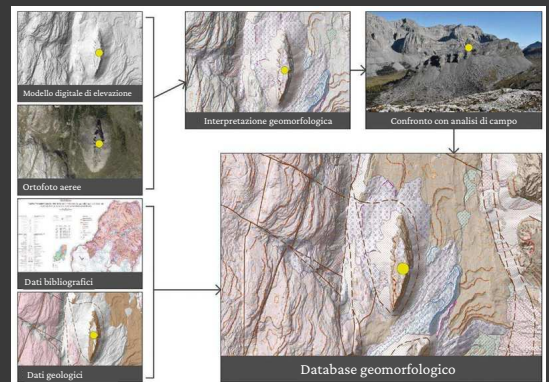 Modello digitale di elevazione
Ortofoto aeree
Dati bibliografici
Dati geologici
Interpretazione geomorfologica
Confronto con analisi di campo
Database geomorfologico